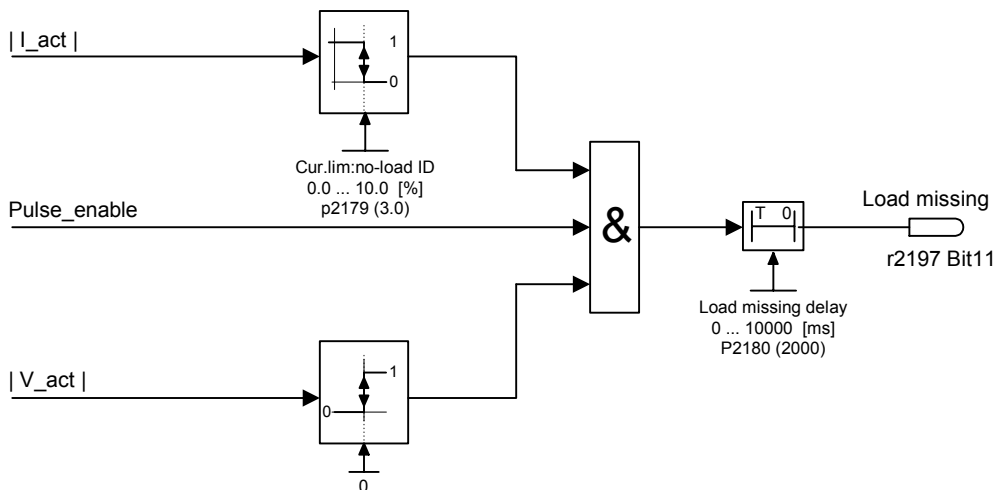 | I_act |
1
0
Cur.lim:no-load ID
0.0 ... 10.0 [%]
p2179 (3.0)
Pulse_enable
&
T 0
Load missing
r2197 Bit11
Load missing delay
0 ... 10000 [ms]
P2180 (2000)
| V_act |
1
0
0